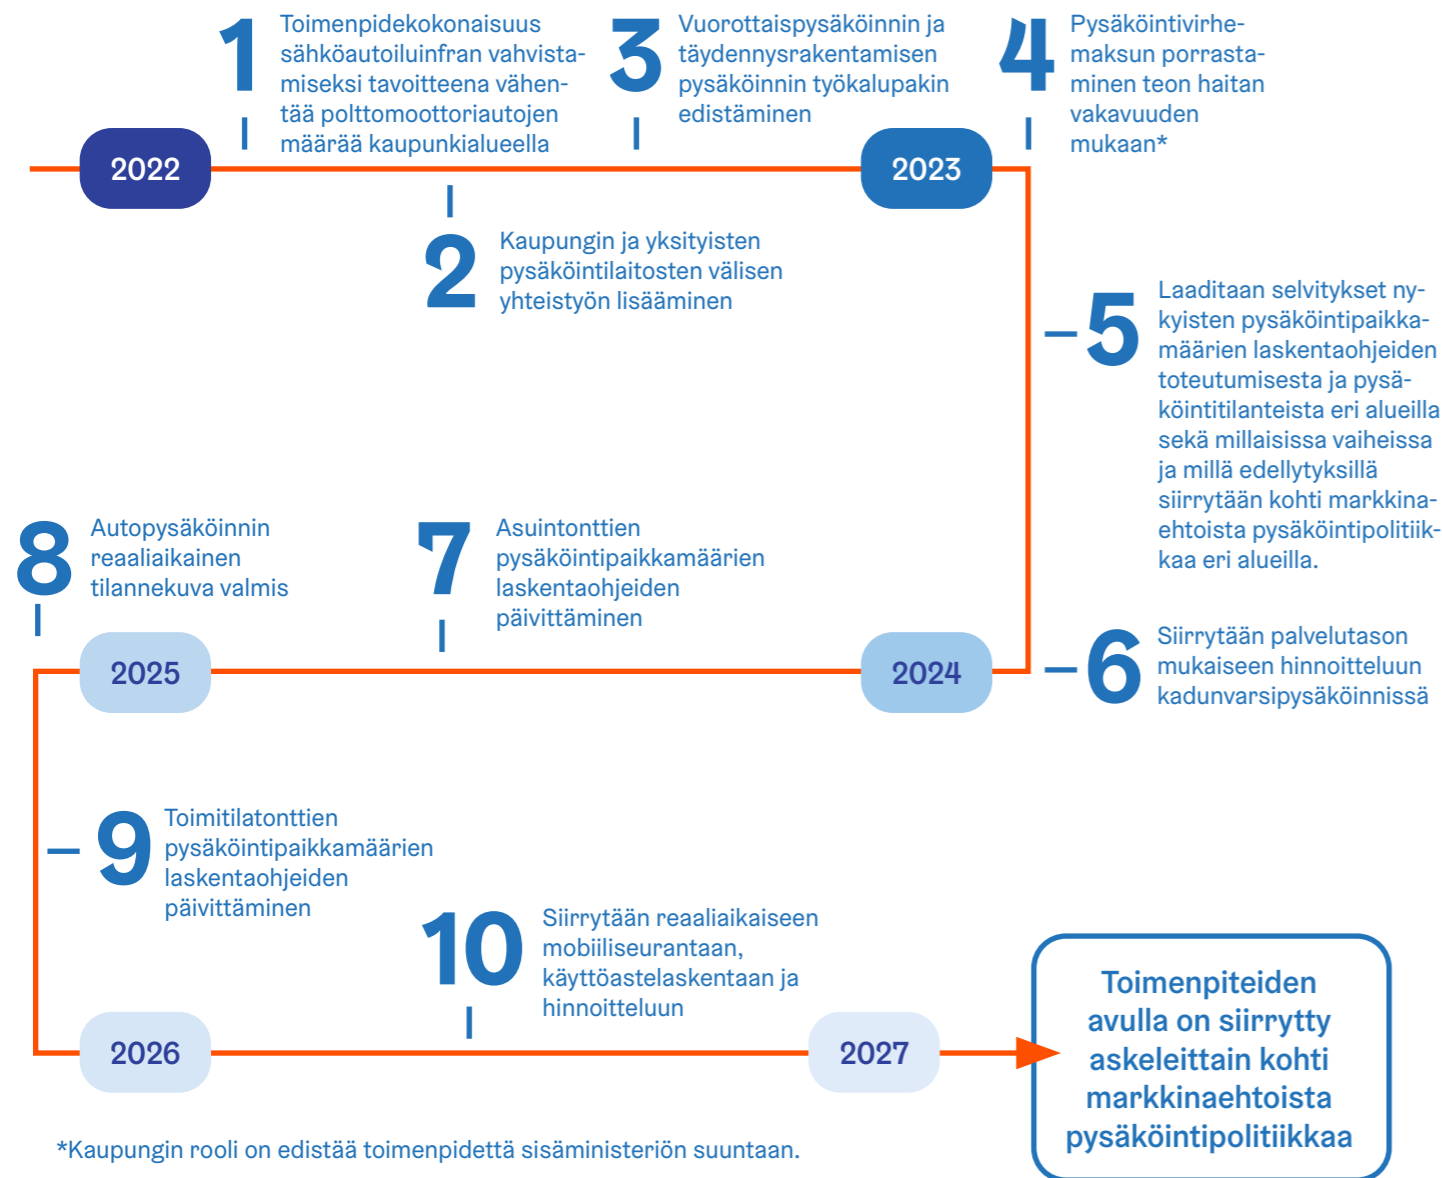 2022
1
Toimenpidekokonaisuus
sähköautoiluinfran vahvista-
miseksi tavoitteena vähen-
tää polttomoottoriautojen
määrää kaupunkialueella
2
Kaupungin ja yksityisten
pysäköintilaitosten välisen
yhteistyön lisääminen
3
Vuorottaispysäköinnin ja
täydennysrakentamisen
pysäköinnin työkalupakin
edistäminen
2023
4
Pysäköintivirhe-
maksun porrasta-
minen teon haitan
vakavuuden
mukaan*
5
Laaditaan selvitykset ny-
kyisten pysäköintipaikka-
määrien laskentaohjeiden
toteutumisesta ja pysä-
köintitilanteista eri alueilla
sekä millaisissa vaiheissa
ja millä edellytyksillä
siirrytään kohti markkina-
ehtoista pysäköintipolitiik-
kaa eri alueilla.
6
Siirrytään palvelutason
mukaiseen hinnoitteluun
kadunvarsipysäköinnissä
2024
7
Asuintonttien
pysäköintipaikkamäärien
laskentaohjeiden
päivittäminen
2025
8
Autopysäköinnin
reaaliaikainen
tilannekuva valmis
9
Toimitilatonttien
pysäköintipaikkamäärien
laskentaohjeiden
päivittäminen
2026
10
Siirrytään reaaliaikaiseen
mobiiliseurantaan,
käyttöastelaskentaan ja
hinnoitteluun
2027
Toimenpiteiden
avulla on siirrytty
askeleittain kohti
markkinaehtoista
pysäköintipolitiikkaa
*Kaupungin rooli on edistää toimenpidettä sisäministeriön suuntaan.